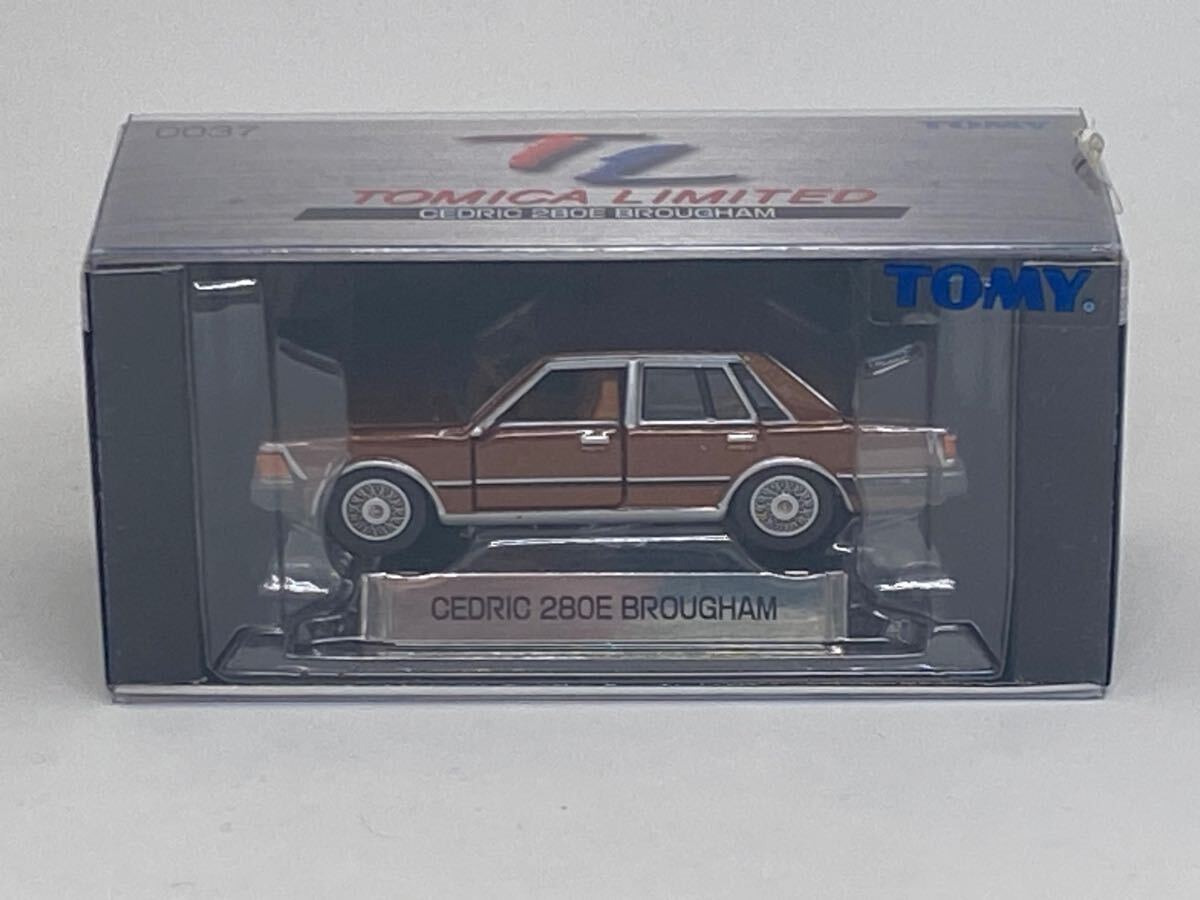 0037
TOMY
TL
TOMICA LIMITED
CEDRIC 280E BROUGHAM
TOMY.
CEDRIC 280E BROUGHAM